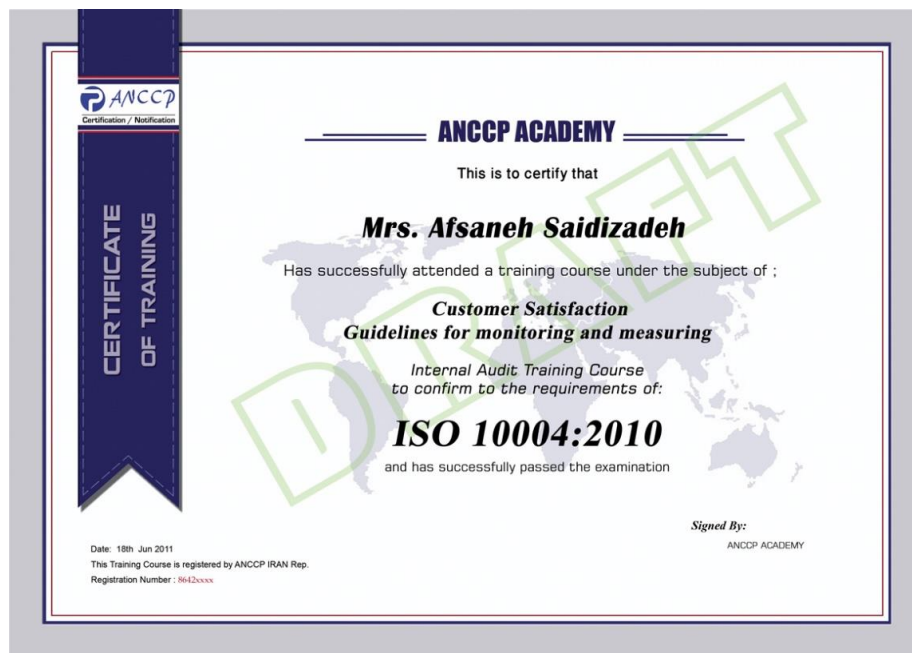 ANCCP
Certification / Notification
CERTIFICATE
OF TRAINING
ANCCP ACADEMY
This is to certify that
Mrs. Afsaneh Saidizadeh
Has successfully attended a training course under the subject of ;
Customer Satisfaction
Guidelines for monitoring and measuring
Internal Audit Training Course
to confirm to the requirements of:
ISO 10004:2010
and has successfully passed the examination
DRAFT
Signed By:
ANCCP ACADEMY
Date: 18th Jun 2011
This Training Course is registered by ANCCP IRAN Rep.
Registration Number : 8642xxxx